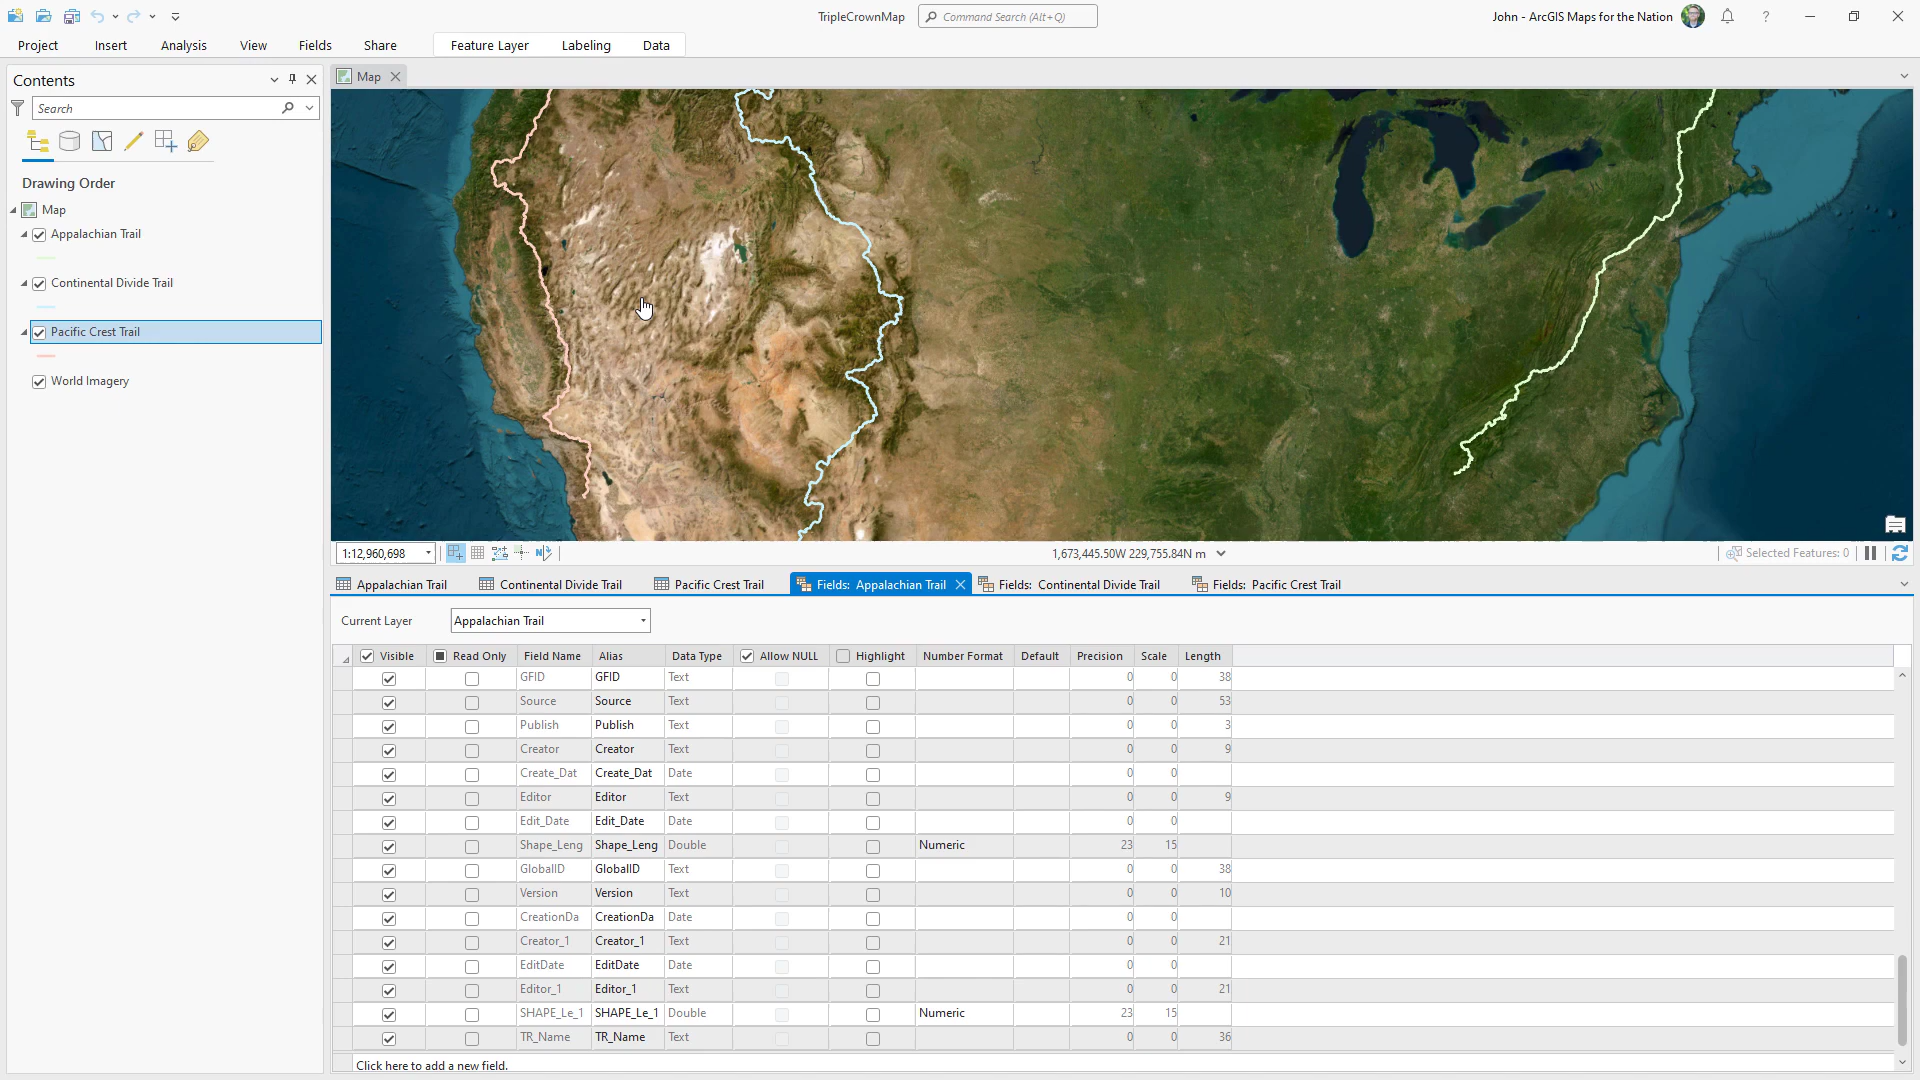 TripleCrownMap
Command Search (Alt+Q)
John - ArcGIS Maps for the Nation
?
Project Insert Analysis View Fields Share Feature Layer Labeling Data
Contents
Search
Drawing Order
Map
Appalachian Trail
Continental Divide Trail
Pacific Crest Trail
World Imagery
Map
1:12,960,698
1,673,445.50W 229,755.84N m
Selected Features: 0
Appalachian Trail Continental Divide Trail Pacific Crest Trail Fields: Appalachian Trail Fields: Continental Divide Trail Fields: Pacific Crest Trail
Current Layer Appalachian Trail
Visible Read Only Field Name Alias Data Type Allow NULL Highlight Number Format Default Precision Scale Length
GFID GFID Text 0 0 38
Source Source Text 0 0 53
Publish Publish Text 0 0 3
Creator Creator Text 0 0 9
Create_Dat Create_Dat Date 0 0
Editor Editor Text 0 0 9
Edit_Date Edit_Date Date 0 0
Shape_Leng Shape_Leng Double Numeric 23 15
GlobalID GlobalID Text 0 0 38
Version Version Text 0 0 10
CreationDa CreationDa Date 0 0
Creator_1 Creator_1 Text 0 0 21
EditDate EditDate Date 0 0
Editor_1 Editor_1 Text 0 0 21
SHAPE_Le_1 SHAPE_Le_1 Double Numeric 23 15
TR_Name TR_Name Text 0 0 36
Click here to add a new field.